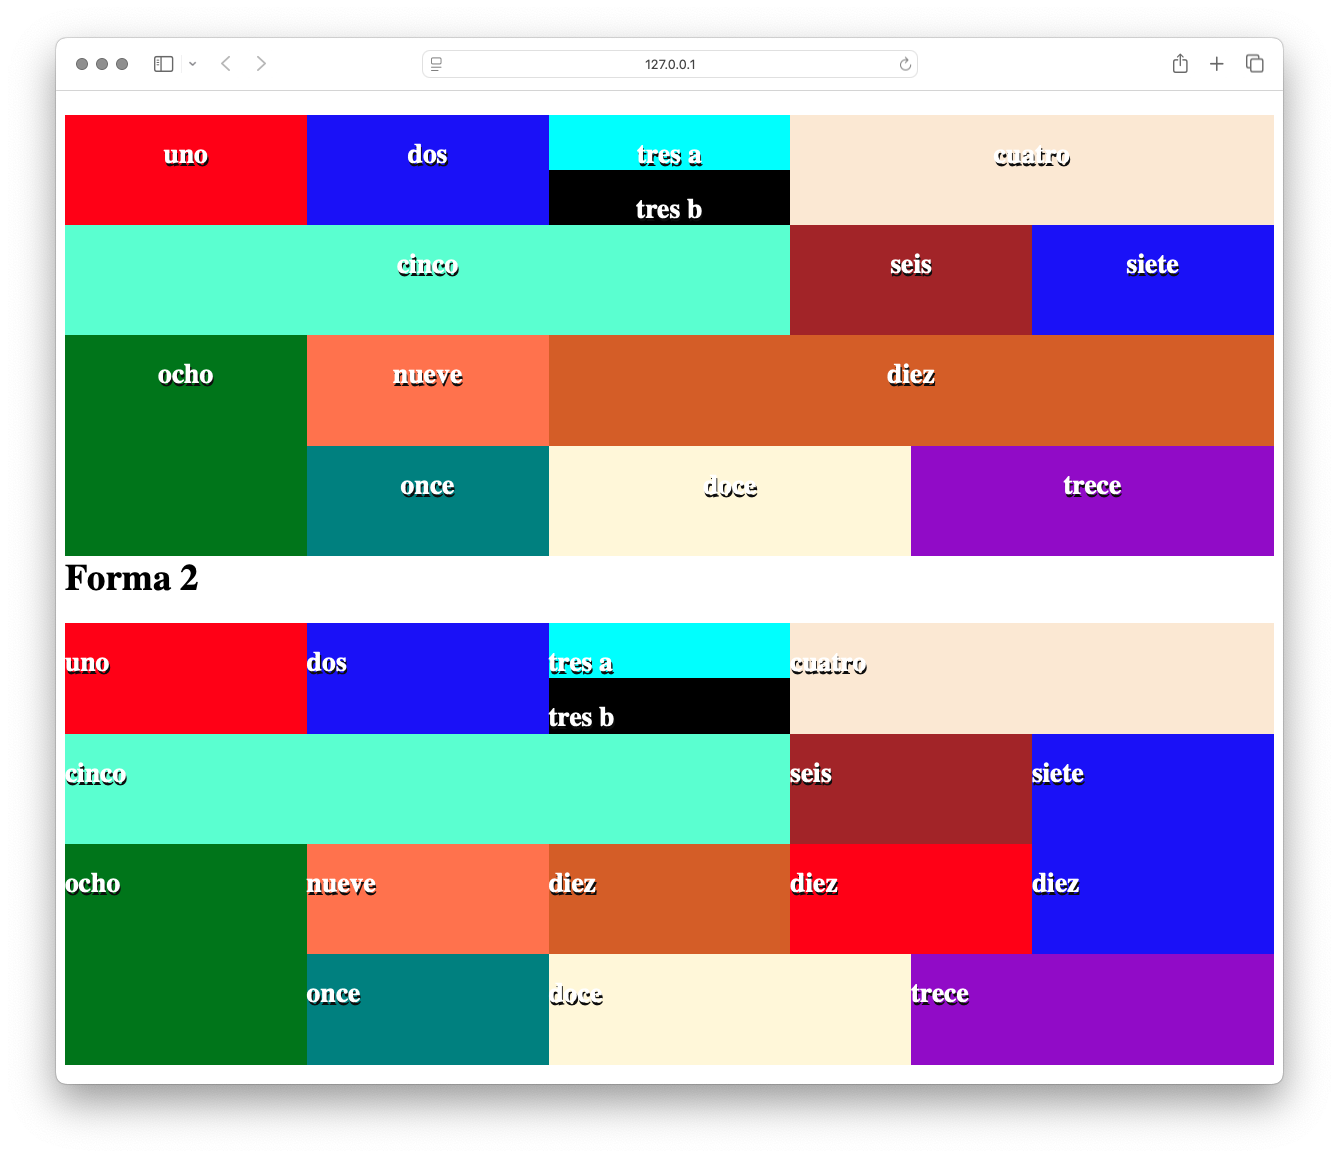 127.0.0.1
uno dos tres a cuatro
tres b
cinco seis siete
ocho nueve diez
once doce trece
Forma 2
uno dos tres a cuatro
tres b
cinco seis siete
ocho nueve diez diez diez
once doce trece